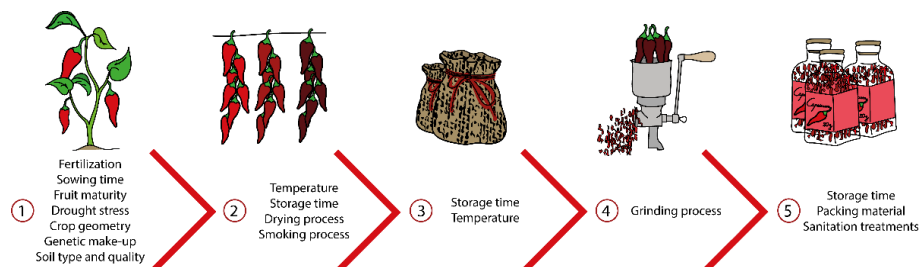 1
Fertilization
Sowing time
Fruit maturity
Drought stress
Crop geometry
Genetic make-up
Soil type and quality
2
Temperature
Storage time
Drying process
Smoking process
3
Storage time
Temperature
4
Grinding process
5
Storage time
Packing material
Sanitation treatments